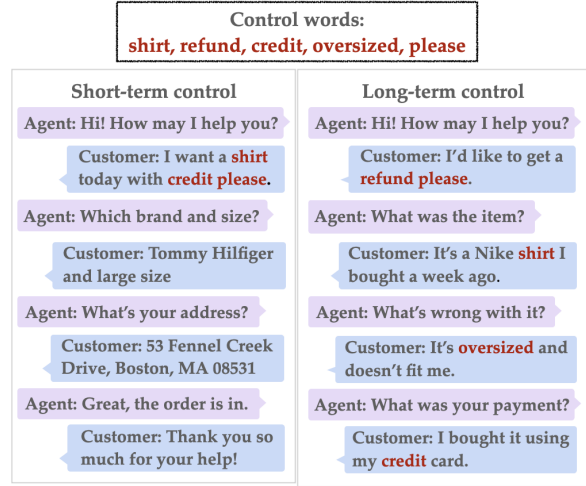 Control words:
shirt, refund, credit, oversized, please
Short-term control
Agent: Hi! How may I help you?
Customer: I want a shirt
today with credit please.
Agent: Which brand and size?
Customer: Tommy Hilfiger
and large size
Agent: What's your address?
Customer: 53 Fennel Creek
Drive, Boston, MA 08531
Agent: Great, the order is in.
Customer: Thank you so
much for your help!
Long-term control
Agent: Hi! How may I help you?
Customer: I'd like to get a
refund please.
Agent: What was the item?
Customer: It's a Nike shirt I
bought a week ago.
Agent: What's wrong with it?
Customer: It's oversized and
doesn't fit me.
Agent: What was your payment?
Customer: I bought it using
my credit card.